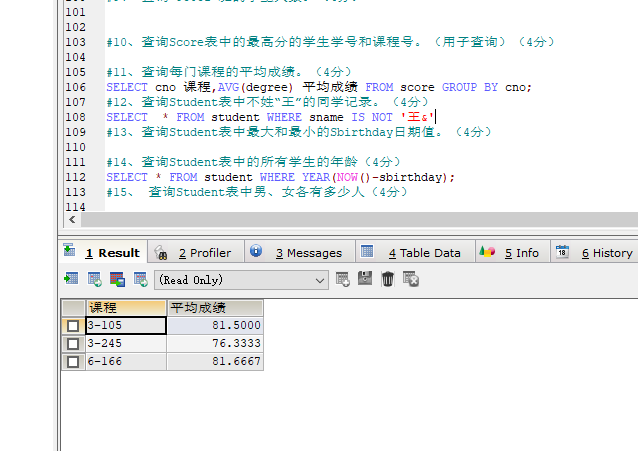 101
102
103 #10、查询Score表中的最高分的学生学号和课程号。（用子查询）（4分）
104
105 #11、查询每门课程的平均成绩。（4分）
106 SELECT cno 课程,AVG(degree) 平均成绩 FROM score GROUP BY cno;
107 #12、查询Student表中不姓“王”的同学记录。（4分）
108 SELECT * FROM student WHERE sname IS NOT '王&'
109 #13、查询Student表中最大和最小的Sbirthday日期值。（4分）
110
111 #14、查询Student表中的所有学生的年龄（4分）
112 SELECT * FROM student WHERE YEAR(NOW()-sbirthday);
113 #15、 查询Student表中男、女各有多少人（4分）
114
1 Result 2 Profiler 3 Messages 4 Table Data 5 Info 6 History
(Read Only)
课程 平均成绩
3-105 81.5000
3-245 76.3333
6-166 81.6667